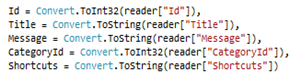 Id = Convert.ToInt32(reader["Id"]),
Title = Convert.ToString(reader["Title"]),
Message = Convert.ToString(reader["Message"]),
CategoryId = Convert.ToInt32(reader["CategoryId"]),
Shortcuts = Convert.ToString(reader["Shortcuts"])